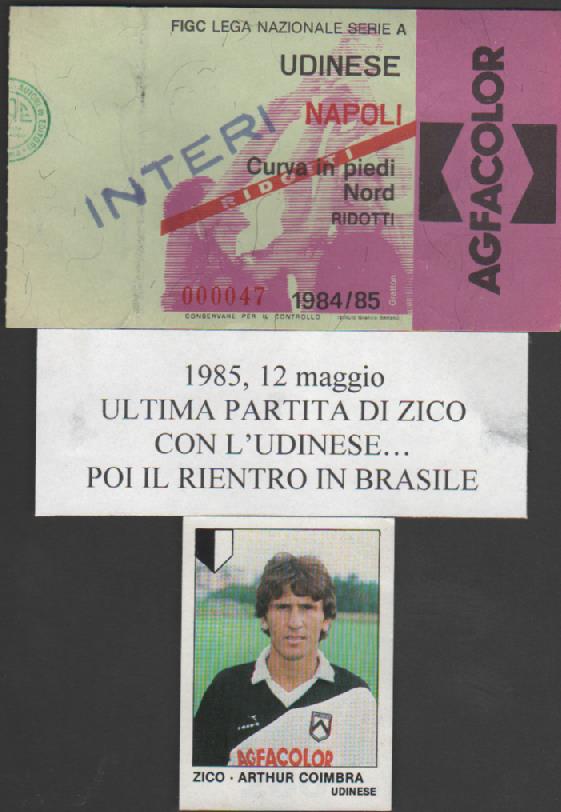 FIGC LEGA NAZIONALE SERIE A
UDINESE
NAPOLI
INTERI
RIDOTTI
Curva in piedi
Nord
RIDOTTI
000047
1984/85
CONSERVARE PER IL CONTROLLO
AGFACOLOR
1985, 12 maggio
ULTIMA PARTITA DI ZICO
CON L'UDINESE...
POI IL RIENTRO IN BRASILE
AGFACOLOR
ZICO · ARTHUR COIMBRA
UDINESE